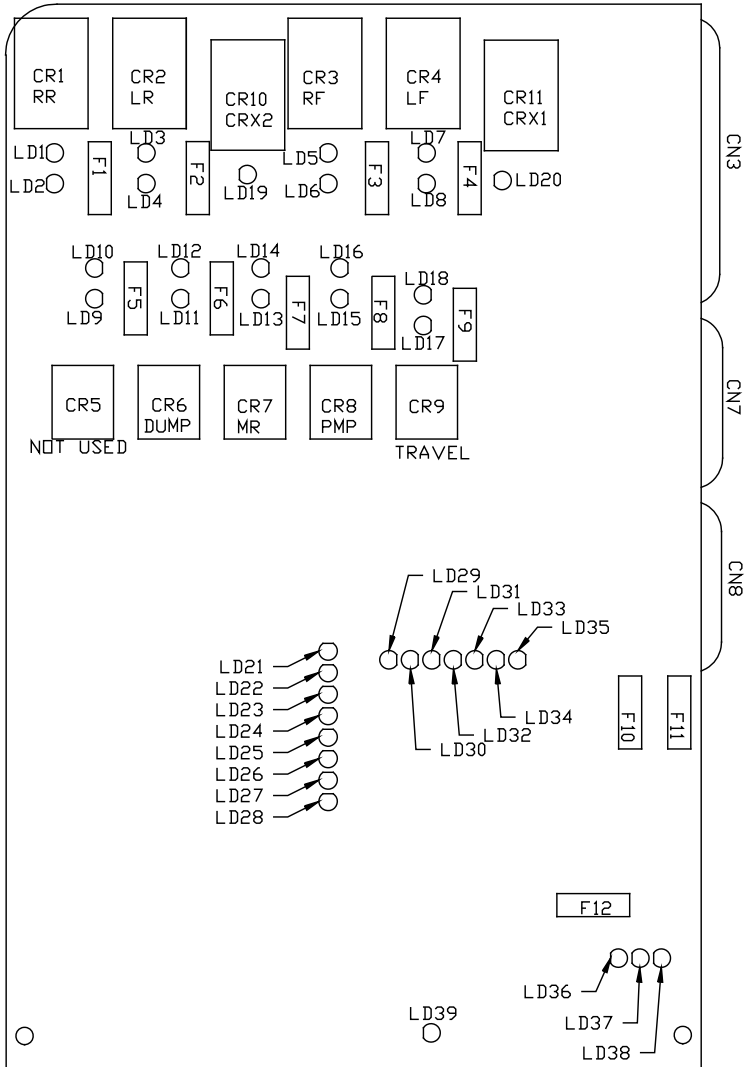 CR1
RR
CR2
LR
CR10
CRX2
CR3
RF
CR4
LF
CR11
CRX1
CN3
LD1
LD2
F1
LD3
LD4
F2
LD19
LD5
LD6
F3
LD7
LD8
F4
LD20
LD10
LD9
F5
LD12
LD11
F6
LD14
LD13
F7
LD16
LD15
F8
LD18
LD17
F9
CN7
CR5
NOT USED
CR6
DUMP
CR7
MR
CR8
PMP
CR9
TRAVEL
CN8
LD29
LD31
LD33
LD35
LD21
LD22
LD23
LD24
LD25
LD26
LD27
LD28
LD30
LD32
LD34
F10
F11
F12
LD36
LD37
LD38
LD39